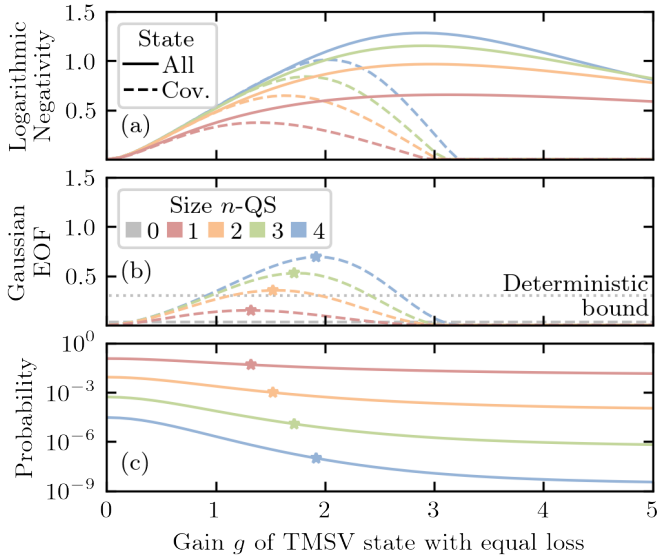 1.5
1.0
0.5
Logarithmic
Negativity
State
All
Cov.
(a)
1.5
1.0
0.5
Gaussian
EOF
Size n-QS
0 1 2 3 4
(b)
Deterministic
bound
10⁰
10⁻³
10⁻⁶
10⁻⁹
Probability
(c)
0 1 2 3 4 5
Gain g of TMSV state with equal loss